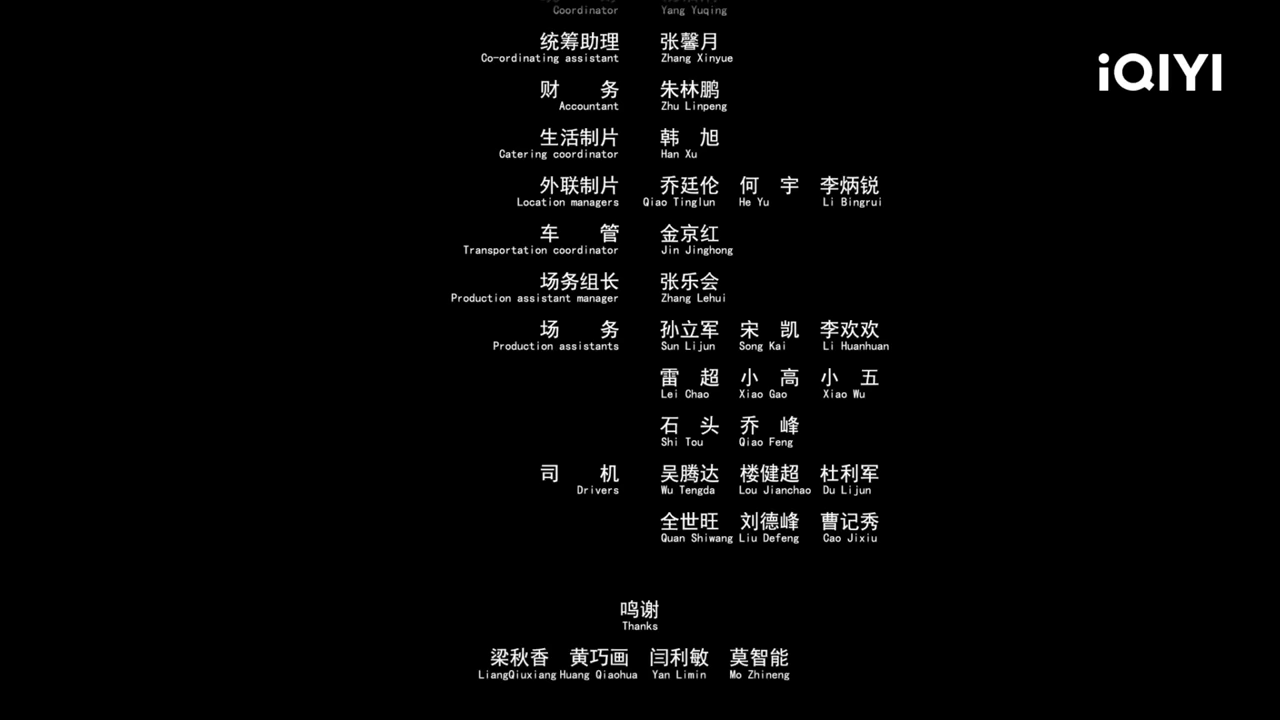 Coordinator Yang Yuqing
iQIYI
统筹助理 张馨月
Co-ordinating assistant Zhang Xinyue
财 务 朱林鹏
Accountant Zhu Linpeng
生活制片 韩 旭
Catering coordinator Han Xu
外联制片 乔廷伦 何 宇 李炳锐
Location managers Qiao Tinglun He Yu Li Bingrui
车 管 金京红
Transportation coordinator Jin Jinghong
场务组长 张乐会
Production assistant manager Zhang Lehui
场 务 孙立军 宋 凯 李欢欢
Production assistants Sun Lijun Song Kai Li Huanhuan
雷 超 小 高 小 五
Lei Chao Xiao Gao Xiao Wu
石 头 乔 峰
Shi Tou Qiao Feng
司 机 吴腾达 楼健超 杜利军
Drivers Wu Tengda Lou Jianchao Du Lijun
全世旺 刘德峰 曹记秀
Quan Shiwang Liu Defeng Cao Jixiu
鸣谢
Thanks
梁秋香 黄巧画 闫利敏 莫智能
LiangQiuxiang Huang Qiaohua Yan Limin Mo Zhineng